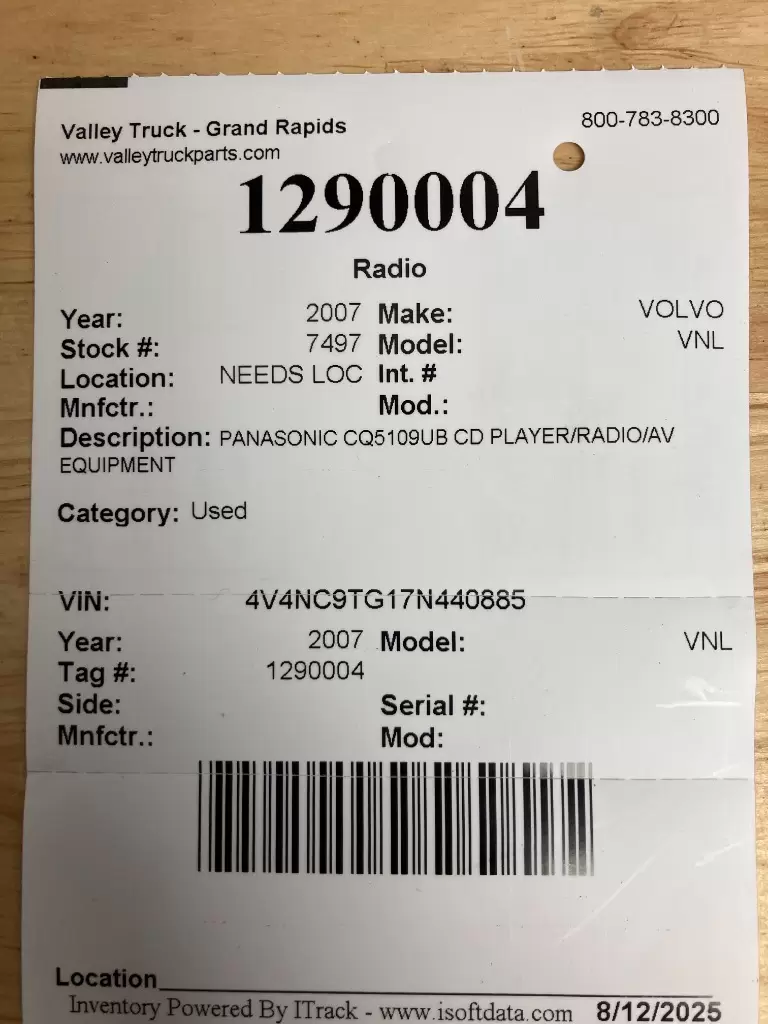 Valley Truck - Grand Rapids 800-783-8300
www.valleytruckparts.com
1290004
Radio
Year: 2007 Make: VOLVO
Stock #: 7497 Model: VNL
Location: NEEDS LOC Int. #
Mnfctr.: Mod.:
Description: PANASONIC CQ5109UB CD PLAYER/RADIO/AV
EQUIPMENT
Category: Used
VIN: 4V4NC9TG17N440885
Year: 2007 Model: VNL
Tag #: 1290004
Side: Serial #:
Mnfctr.: Mod:
Location
Inventory Powered By ITrack - www.isoftdata.com 8/12/2025